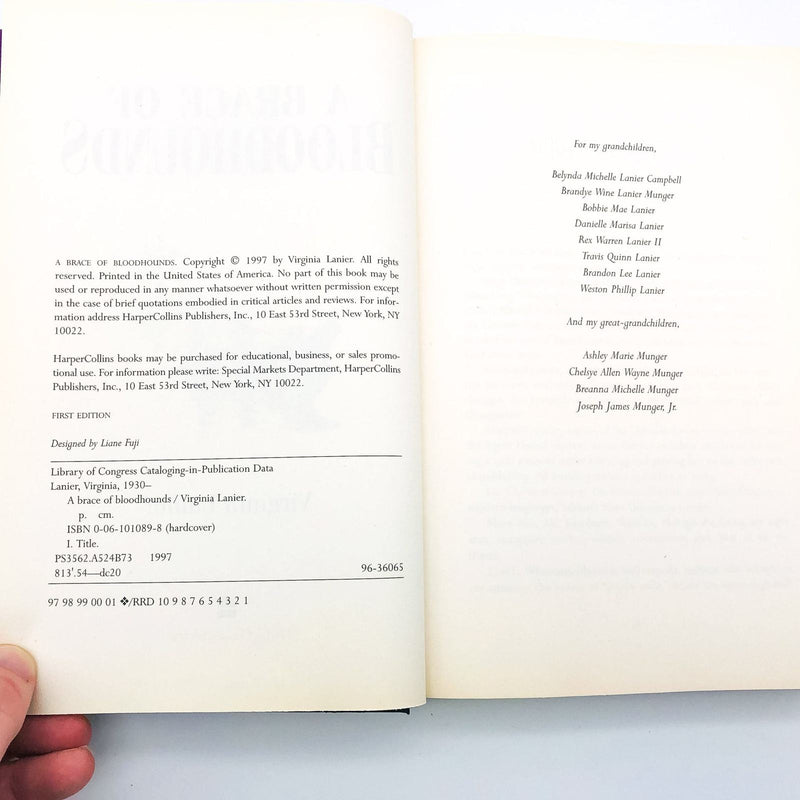 A BRACE OF BLOODHOUNDS. Copyright © 1997 by Virginia Lanier. All rights
reserved. Printed in the United States of America. No part of this book may be
used or reproduced in any manner whatsoever without written permission except
in the case of brief quotations embodied in critical articles and reviews. For infor-
mation address HarperCollins Publishers, Inc., 10 East 53rd Street, New York, NY
10022.
HarperCollins books may be purchased for educational, business, or sales promo-
tional use. For information please write: Special Markets Department, HarperCollins
Publishers, Inc., 10 East 53rd Street, New York, NY 10022.
FIRST EDITION
Designed by Liane Fuji
Library of Congress Cataloging-in-Publication Data
Lanier, Virginia, 1930–
A brace of bloodhounds / Virginia Lanier.
p. cm.
ISBN 0-06-101089-8 (hardcover)
I. Title.
PS3562.A524B73 1997
813'.54—dc20 96-36065
97 98 99 00 01 ❖/RRD 10 9 8 7 6 5 4 3 2 1
For my grandchildren,
Belynda Michelle Lanier Campbell
Brandye Wine Lanier Munger
Bobbie Mae Lanier
Danielle Marisa Lanier
Rex Warren Lanier II
Travis Quinn Lanier
Brandon Lee Lanier
Weston Phillip Lanier
And my great-grandchildren,
Ashley Marie Munger
Chelsye Allen Wayne Munger
Breanna Michelle Munger
Joseph James Munger, Jr.